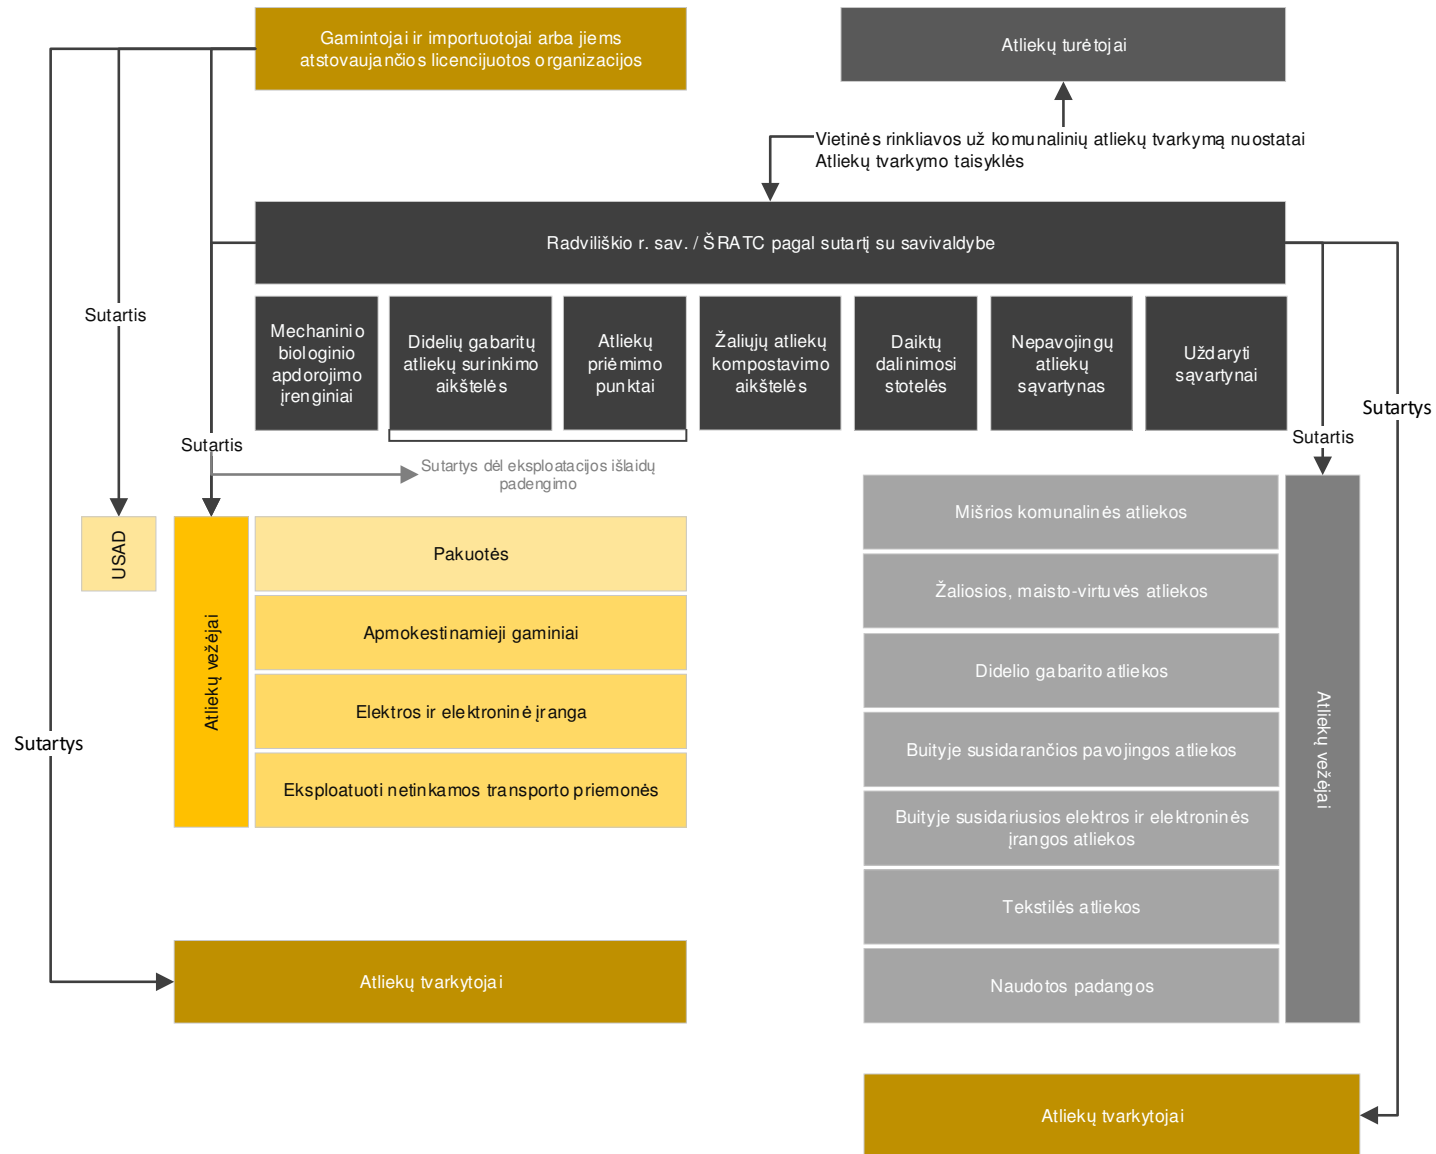 Gamintojai ir importuotojai arba jiems
atstovaujančios licencijuotos organizacijos
Atliekų turėtojai
Vietinės rinkliavos už komunalinių atliekų tvarkymą nuostatai
Atliekų tvarkymo taisyklės
Radviliškio r. sav. / ŠRATC pagal sutartį su savivaldybe
Sutartis
Mechaninio
biologinio
apdorojimo
įrenginiai
Didelių gabaritų
atliekų surinkimo
aikštelės
Atliekų
priėmimo
punktai
Žaliųjų atliekų
kompostavimo
aikštelės
Daiktų
dalinimosi
stotelės
Nepavojingų
atliekų
sąvartynas
Uždaryti
sąvartynai
Sutartys
Sutartis
Sutartis
Sutartys dėl eksploatacijos išlaidų
padengimo
USAD
Atliekų vežėjai
Pakuotės
Apmokestinamieji gaminiai
Elektros ir elektroninė įranga
Eksploatuoti netinkamos transporto priemonės
Sutartys
Atliekų tvarkytojai
Mišrios komunalinės atliekos
Žaliosios, maisto-virtuvės atliekos
Didelio gabarito atliekos
Buityje susidarančios pavojingos atliekos
Buityje susidariusios elektros ir elektroninės
įrangos atliekos
Tekstilės atliekos
Naudotos padangos
Atliekų vežėjai
Atliekų tvarkytojai